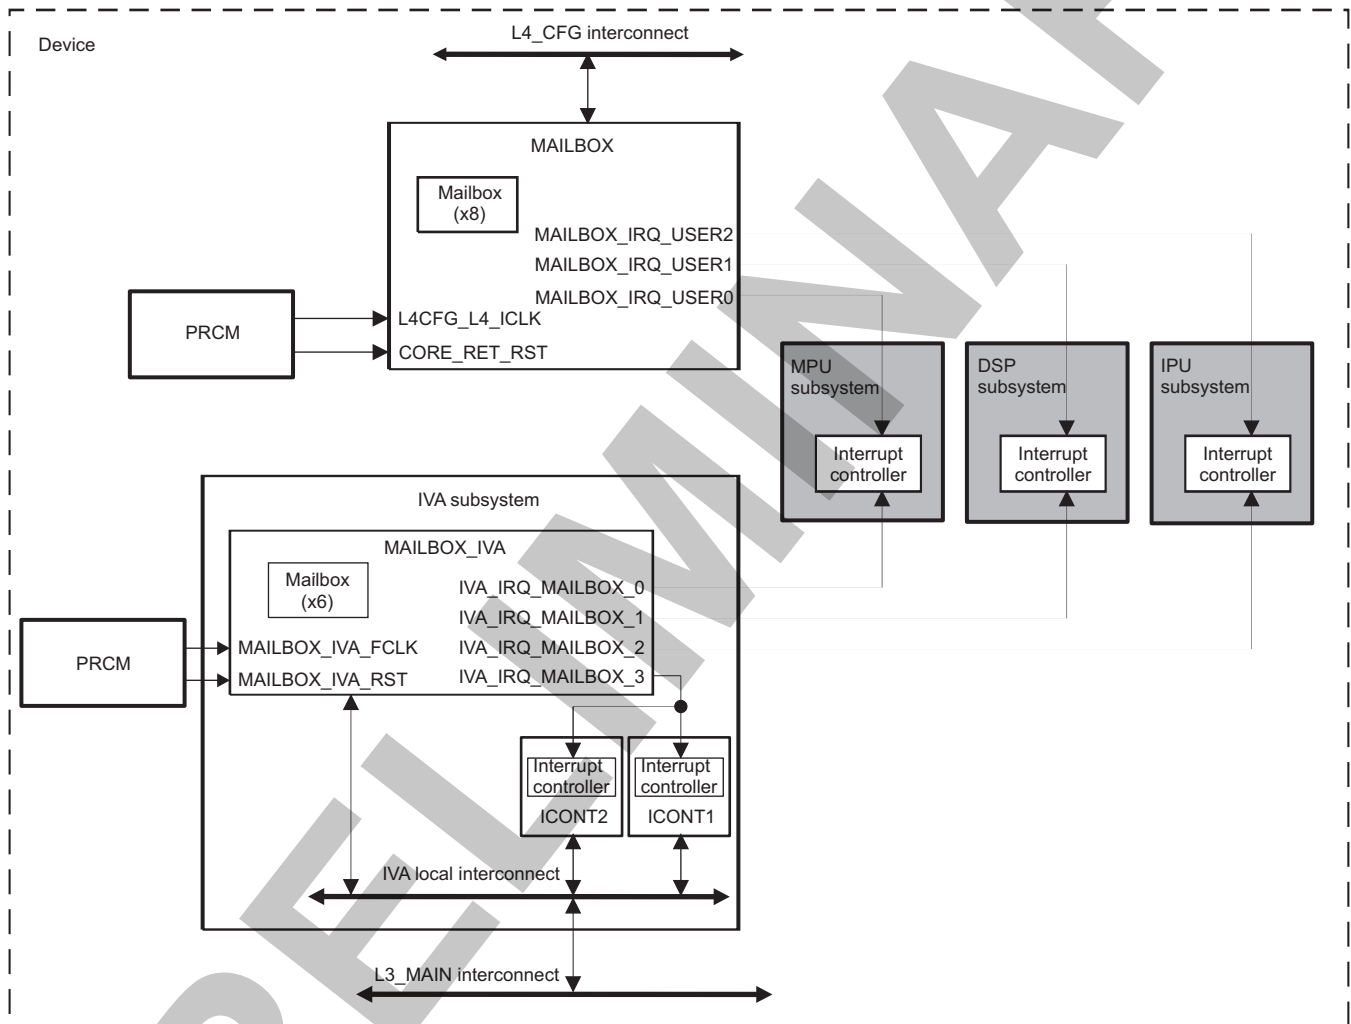 Device
L4_CFG interconnect
MAILBOX
Mailbox
(x8)
MAILBOX_IRQ_USER2
MAILBOX_IRQ_USER1
MAILBOX_IRQ_USER0
PRCM
L4CFG_L4_ICLK
CORE_RET_RST
MPU
subsystem
Interrupt
controller
DSP
subsystem
Interrupt
controller
IPU
subsystem
Interrupt
controller
IVA subsystem
MAILBOX_IVA
Mailbox
(x6)
IVA_IRQ_MAILBOX_0
IVA_IRQ_MAILBOX_1
IVA_IRQ_MAILBOX_2
IVA_IRQ_MAILBOX_3
PRCM
MAILBOX_IVA_FCLK
MAILBOX_IVA_RST
Interrupt
controller
ICONT2
Interrupt
controller
ICONT1
IVA local interconnect
L3_MAIN interconnect